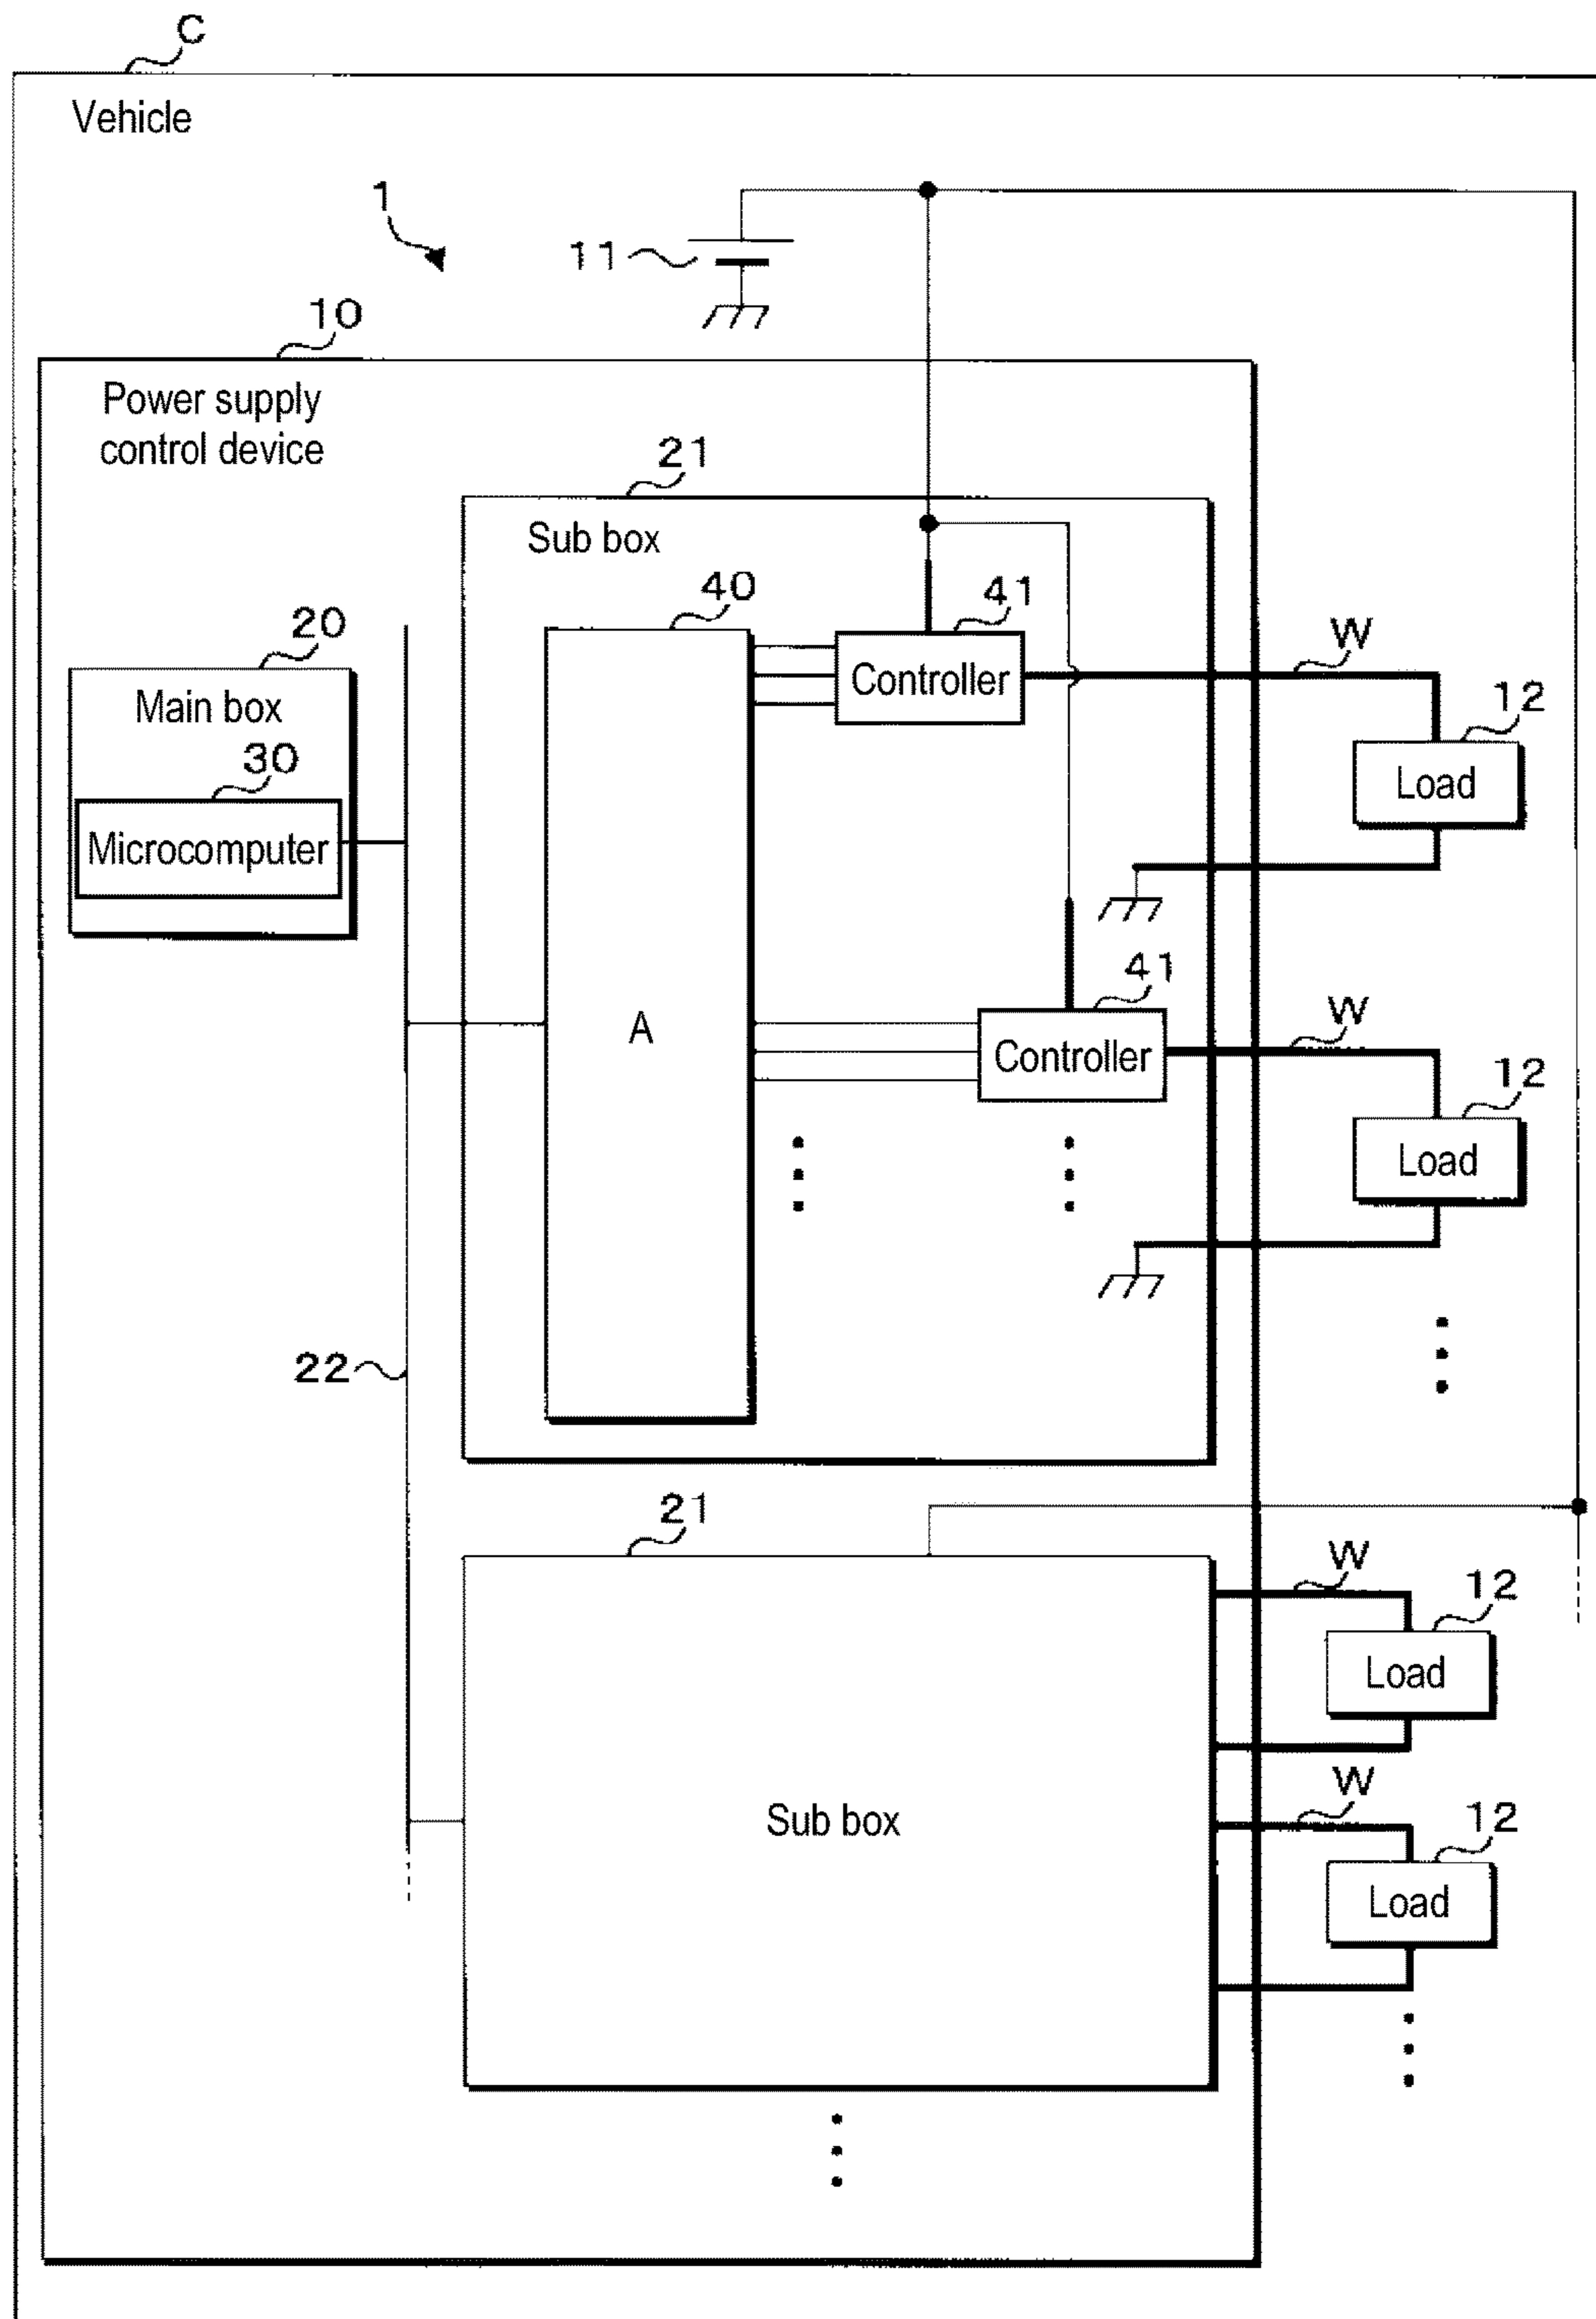 C
Vehicle
1
11
10
Power supply
control device
21
Sub box
40
41
Controller
W
12
Load
20
Main box
30
Microcomputer
A
41
Controller
W
12
Load
22
21
Sub box
W
12
Load
W
12
Load